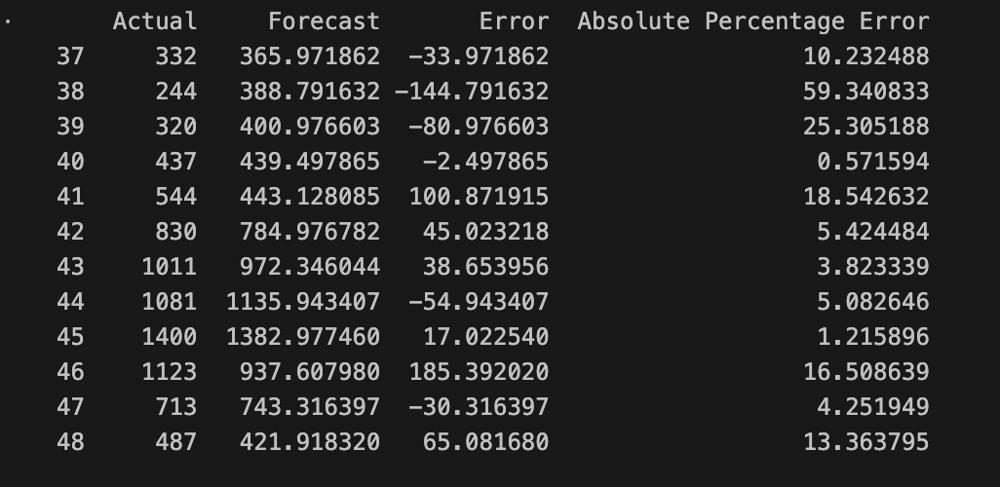 Actual Forecast Error Absolute Percentage Error
37 332 365.971862 -33.971862 10.232488
38 244 388.791632 -144.791632 59.340833
39 320 400.976603 -80.976603 25.305188
40 437 439.497865 -2.497865 0.571594
41 544 443.128085 100.871915 18.542632
42 830 784.976782 45.023218 5.424484
43 1011 972.346044 38.653956 3.823339
44 1081 1135.943407 -54.943407 5.082646
45 1400 1382.977460 17.022540 1.215896
46 1123 937.607980 185.392020 16.508639
47 713 743.316397 -30.316397 4.251949
48 487 421.918320 65.081680 13.363795